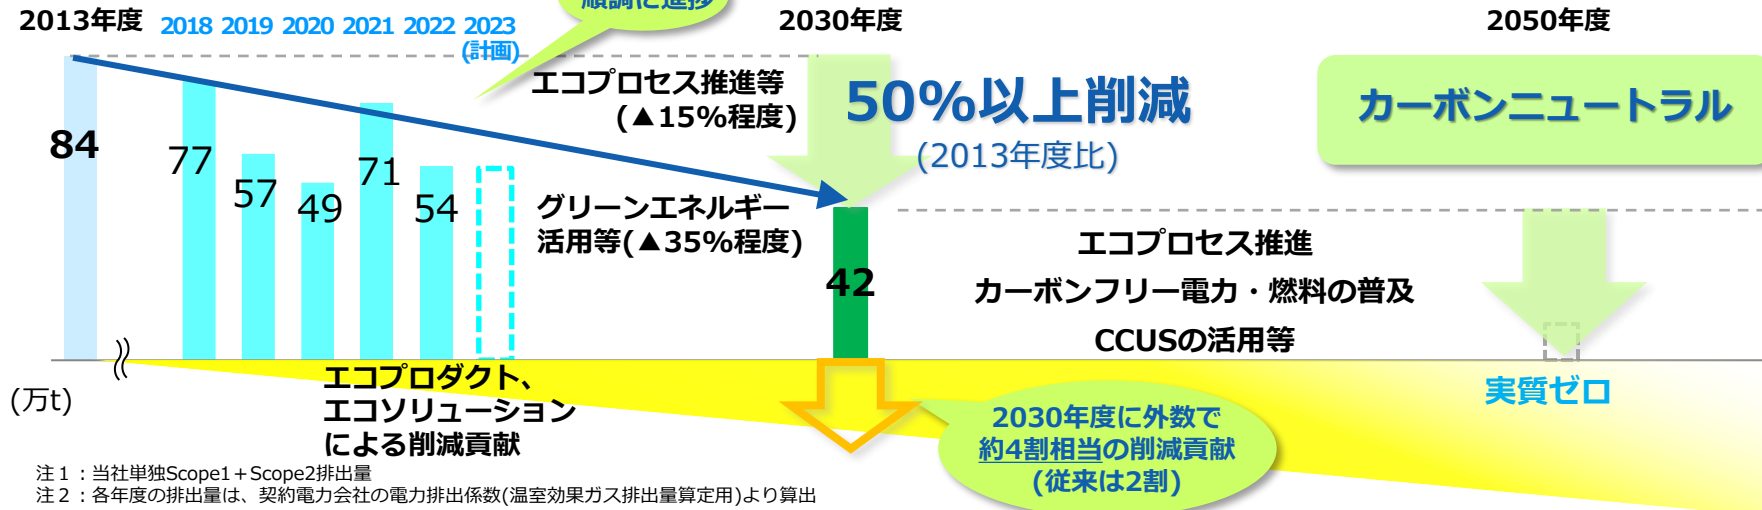 順調に進捗
2013年度 2018 2019 2020 2021 2022 2023
(計画)
2030年度
2050年度
エコプロセス推進等
(▲15%程度)
50%以上削減
(2013年度比)
カーボンニュートラル
84
77
57
49
71
54
グリーンエネルギー
活用等(▲35%程度)
42
エコプロセス推進
カーボンフリー電力・燃料の普及
CCUSの活用等
(万t)
エコプロダクト、
エコソリューション
による削減貢献
実質ゼロ
2030年度に外数で
約4割相当の削減貢献
(従来は2割)
注１：当社単独Scope1＋Scope2排出量
注２：各年度の排出量は、契約電力会社の電力排出係数(温室効果ガス排出量算定用)より算出